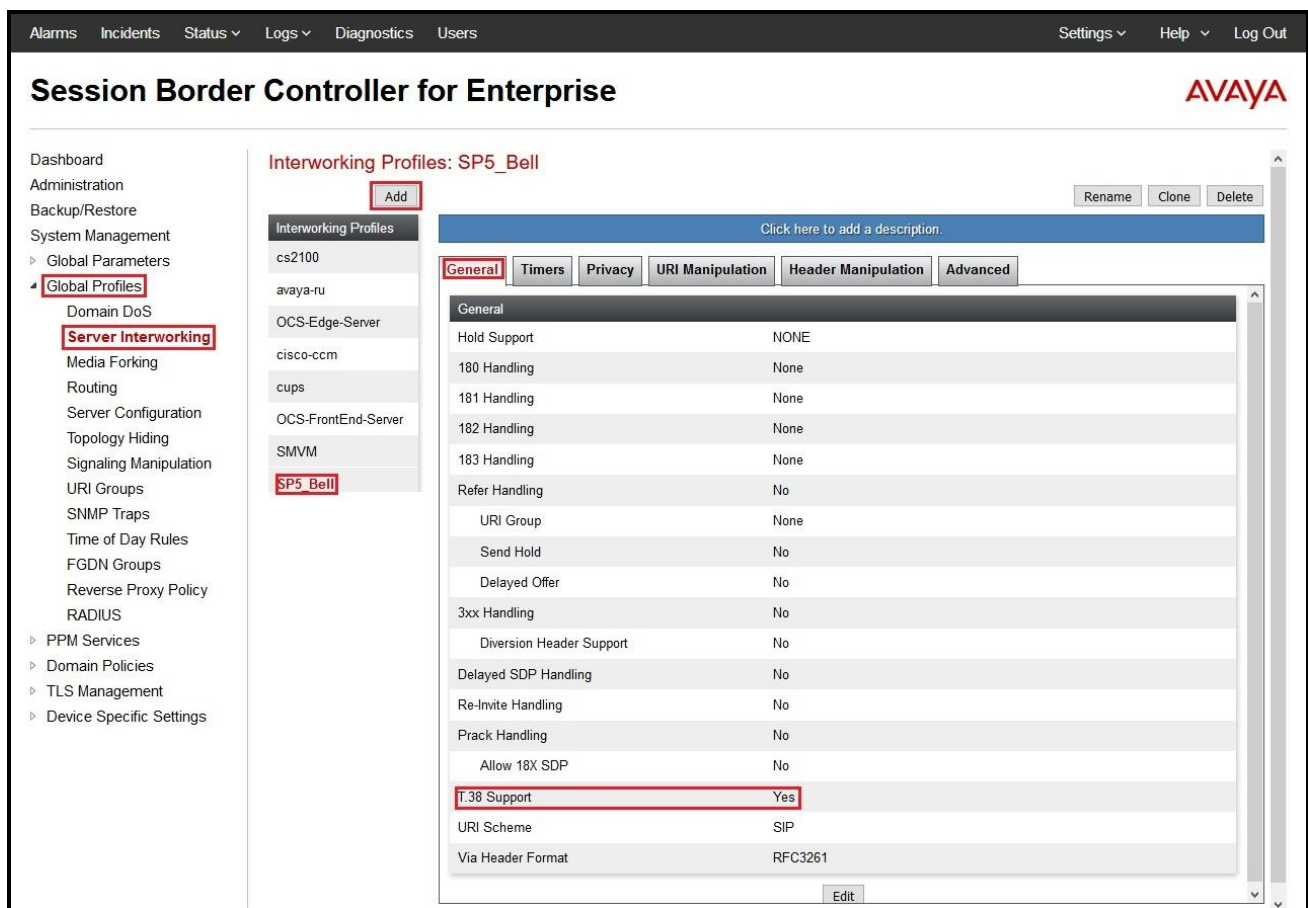 Alarms Incidents Status Logs Diagnostics Users Settings Help Log Out
Session Border Controller for Enterprise
AVAYA
Dashboard
Administration
Backup/Restore
System Management
Global Parameters
Global Profiles
Domain DoS
Server Interworking
Media Forking
Routing
Server Configuration
Topology Hiding
Signaling Manipulation
URI Groups
SNMP Traps
Time of Day Rules
FGDN Groups
Reverse Proxy Policy
RADIUS
PPM Services
Domain Policies
TLS Management
Device Specific Settings
Interworking Profiles: SP5_Bell
Add
Rename Clone Delete
Interworking Profiles
cs2100
avaya-ru
OCS-Edge-Server
cisco-ccm
cups
OCS-FrontEnd-Server
SMVM
SP5_Bell
Click here to add a description.
General Timers Privacy URI Manipulation Header Manipulation Advanced
General
Hold Support NONE
180 Handling None
181 Handling None
182 Handling None
183 Handling None
Refer Handling No
URI Group None
Send Hold No
Delayed Offer No
3xx Handling No
Diversion Header Support No
Delayed SDP Handling No
Re-Invite Handling No
Prack Handling No
Allow 18X SDP No
T.38 Support Yes
URI Scheme SIP
Via Header Format RFC3261
Edit